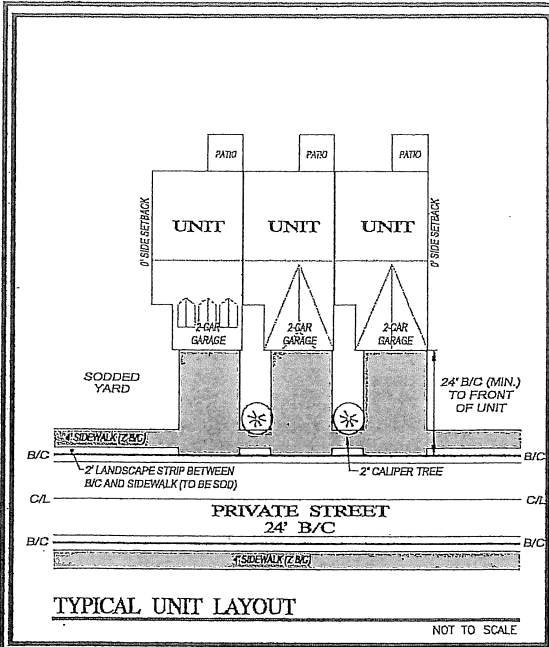 PATIO
PATIO
PATIO
0' SIDE SETBACK
UNIT
UNIT
UNIT
0' SIDE SETBACK
2-CAR
GARAGE
2-CAR
GARAGE
2-CAR
GARAGE
SODDED
YARD
24' B/C (MIN.)
TO FRONT
OF UNIT
4' SIDEWALK (2' B/C)
B/C
B/C
2' LANDSCAPE STRIP BETWEEN
B/C AND SIDEWALK (TO BE SOD)
2" CALIPER TREE
C/L
C/L
PRIVATE STREET
24' B/C
B/C
B/C
4' SIDEWALK (2' B/C)
TYPICAL UNIT LAYOUT
NOT TO SCALE